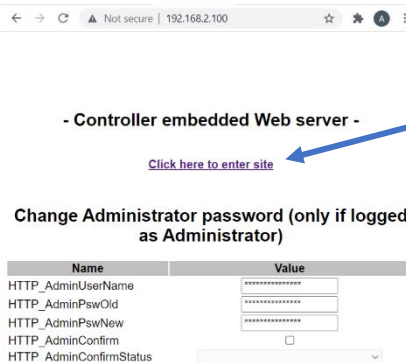 Not secure | 192.168.2.100
A
- Controller embedded Web server -
Click here to enter site
Change Administrator password (only if logged
as Administrator)
Name Value
HTTP_AdminUserName ***************
HTTP_AdminPswOld ***************
HTTP_AdminPswNew ***************
HTTP_AdminConfirm
HTTP_AdminConfirmStatus